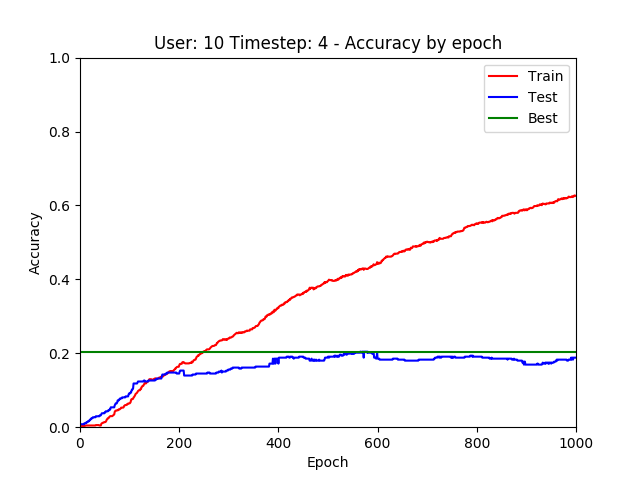 User: 10 Timestep: 4 - Accuracy by epoch
1.0
0.8
0.6
0.4
0.2
0.0
Accuracy
Train
Test
Best
0 200 400 600 800 1000
Epoch